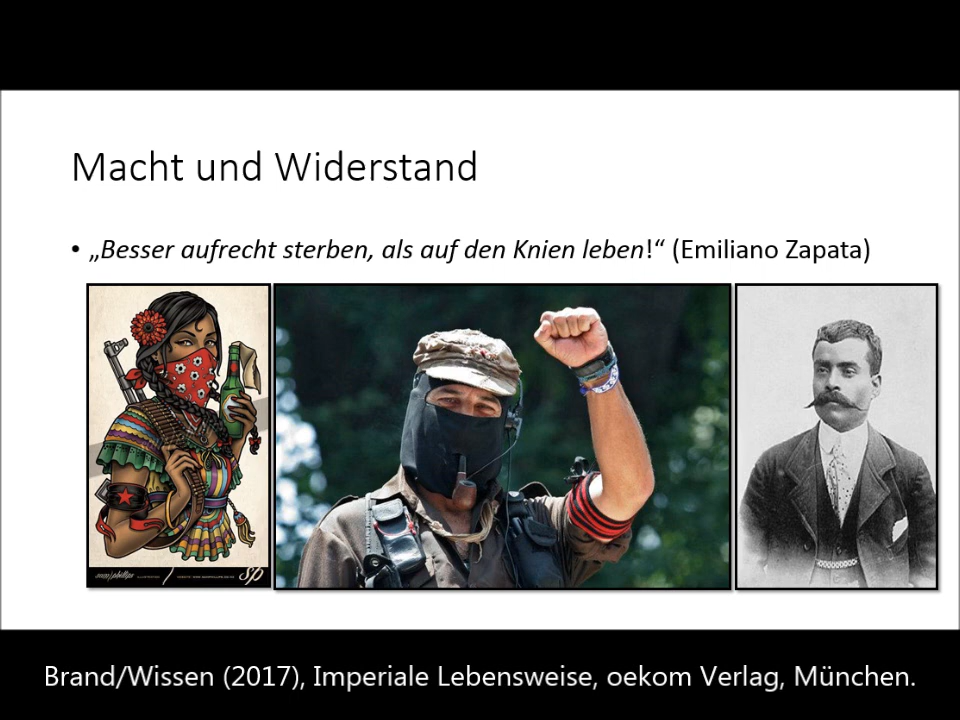 Macht und Widerstand
• „Besser aufrecht sterben, als auf den Knien leben!“ (Emiliano Zapata)
sp
Brand/Wissen (2017), Imperiale Lebensweise, oekom Verlag, München.